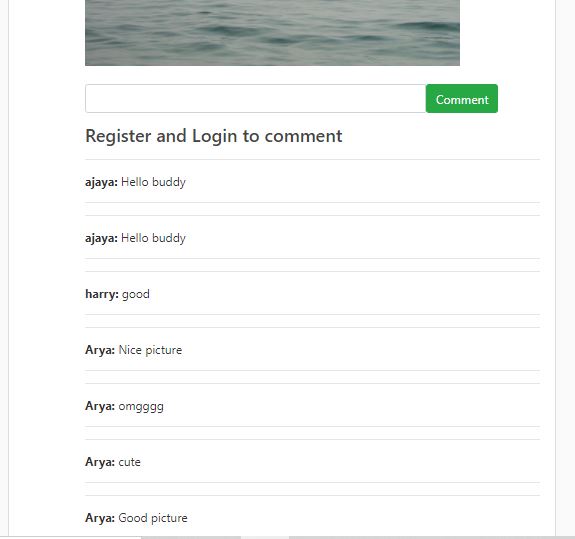 Comment
Register and Login to comment
ajaya: Hello buddy
ajaya: Hello buddy
harry: good
Arya: Nice picture
Arya: omgggg
Arya: cute
Arya: Good picture